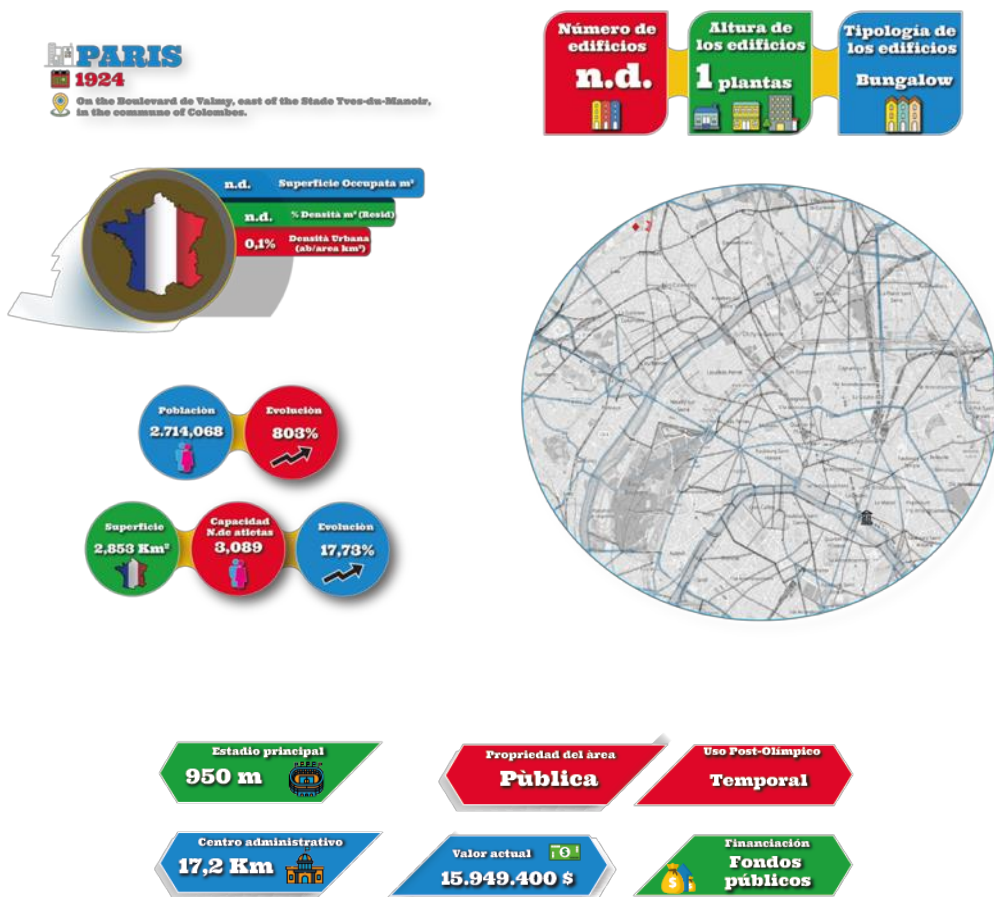 PARIS
1924
On the Boulevard de Valmy, east of the Stade Yves-du-Manoir,
in the commune of Colombes.
Número de
edificios
n.d.
Altura de
los edificios
1 plantas
Tipología de
los edificios
Bungalow
n.d. Superficie Occupata m²
n.d. % Densità m² (Resid)
0,1% Densità Urbana
(ab/area km²)
Población
2.714,068
Evolución
803%
Superficie
2,853 Km²
Capacidad
N.de atletas
3,089
Evolución
17,73%
Estadio principal
950 m
Propriedad del àrea
Pùblica
Uso Post-Olímpico
Temporal
Centro administrativo
17,2 Km
Valor actual
15.949.400 $
Financiación
Fondos
públicos